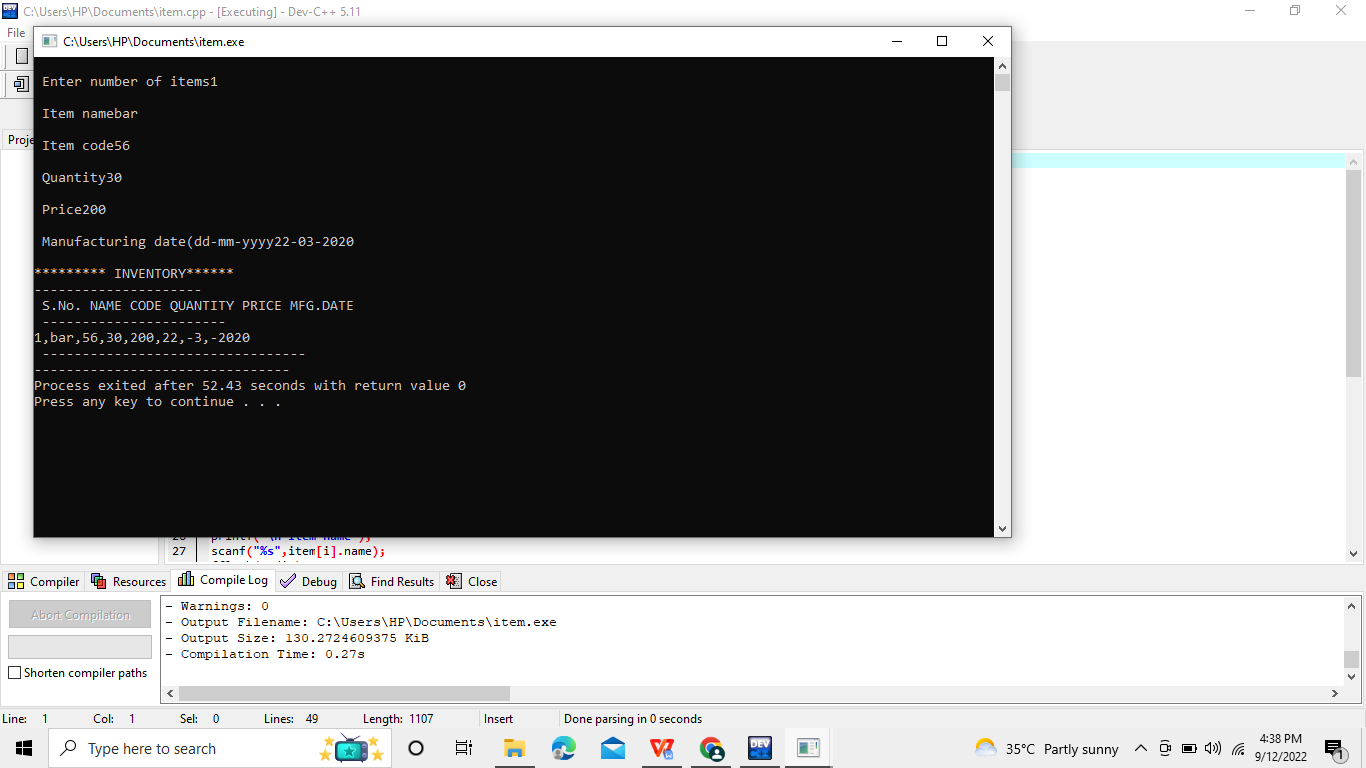 C:\Users\HP\Documents\item.cpp - [Executing] - Dev-C++ 5.11
File
C:\Users\HP\Documents\item.exe
Enter number of items1
Item namebar
Item code56
Quantity30
Price200
Manufacturing date(dd-mm-yyyy22-03-2020
********* INVENTORY******
---------------------
S.No. NAME CODE QUANTITY PRICE MFG.DATE
-----------------------
1,bar,56,30,200,22,-3,-2020
---------------------------------
--------------------------------
Process exited after 52.43 seconds with return value 0
Press any key to continue . . .
Proje
27 scanf("%s",item[i].name);
Compiler Resources Compile Log Debug Find Results Close
Abort Compilation
Shorten compiler paths
- Warnings: 0
- Output Filename: C:\Users\HP\Documents\item.exe
- Output Size: 130.2724609375 KiB
- Compilation Time: 0.27s
Line: 1 Col: 1 Sel: 0 Lines: 49 Length: 1107 Insert Done parsing in 0 seconds
Type here to search
DEV
35°C Partly sunny
4:38 PM
9/12/2022
1